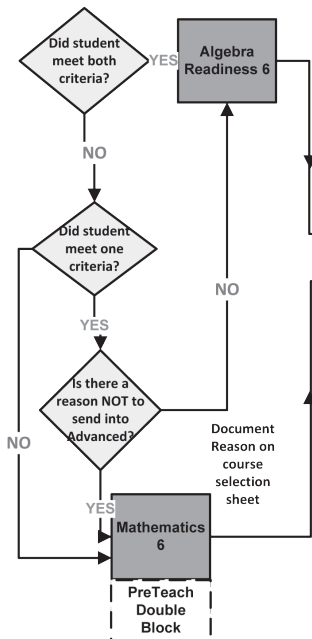 Did student
meet both
criteria?
YES
Algebra
Readiness 6
NO
Did student
meet one
criteria?
YES
NO
Is there a
reason NOT to
send into
Advanced?
NO
Document
Reason on
course
selection
sheet
YES
Mathematics
6
PreTeach
Double
Block